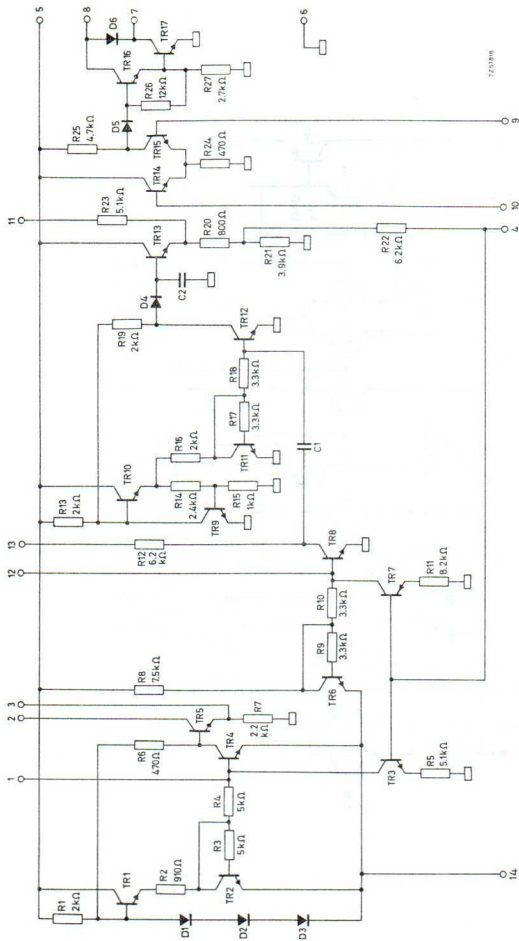 5
8
7
6
D6
TR17
TR16
R26
12kΩ
R27
2.7kΩ
D5
R25
4.7kΩ
TR15
TR14
R24
470Ω
9
10
11
R23
5.1kΩ
TR13
R20
800Ω
R21
3.9kΩ
R22
6.2kΩ
4
C2
D4
R19
2kΩ
TR12
R18
3.3kΩ
R17
3.3kΩ
R16
2kΩ
TR11
TR10
R14
2.4kΩ
R15
1kΩ
TR9
R13
2kΩ
C1
13
12
R12
6.2
kΩ
TR8
R10
3.3kΩ
R9
3.3kΩ
TR7
R11
8.2kΩ
R8
7.5kΩ
TR6
3
2
TR5
R7
2.2
kΩ
R6
470Ω
TR4
1
R4
5kΩ
R3
5kΩ
TR3
R5
5.1kΩ
R1
2kΩ
TR1
R2
910Ω
TR2
D1
D2
D3
14